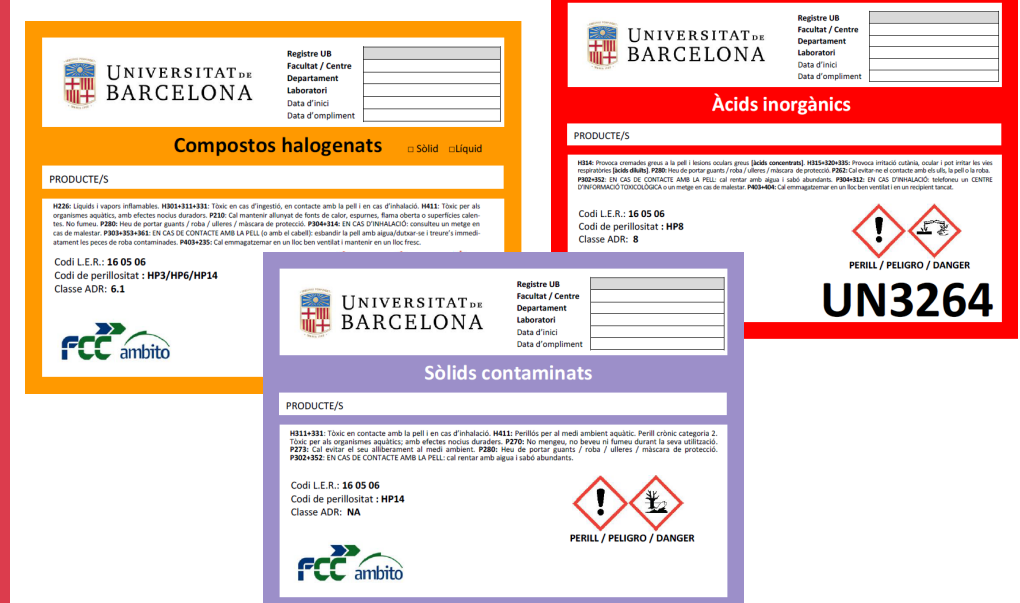 UNIVERSITAT DE
BARCELONA
Registre UB
Facultat / Centre
Departament
Laboratori
Data d'inici
Data d'ompliment
Compostos halogenats □ Sòlid □Líquid
PRODUCTE/S
H226: Líquids i vapors inflamables. H301+311+331: Tòxic en cas d'ingestió, en contacte amb la pell i en cas d'inhalació. H411: Tòxic per als
organismes aquàtics, amb efectes nocius duradors. P210: Cal mantenir allunyat de fonts de calor, espurnes, flama oberta o superfícies calen-
tes. No fumeu. P280: Heu de portar guants / roba / ulleres / màscara de protecció. P304+314: EN CAS D'INHALACIÓ: consulteu un metge en
cas de malestar. P303+353+361: EN CAS DE CONTACTE AMB LA PELL (o amb el cabell): esbandir la pell amb aigua/dutxar-se i treure's immedi-
atament les peces de roba contaminades. P403+235: Cal emmagatzemar en un lloc ben ventilat i mantenir en un lloc fresc.
Codi L.E.R.: 16 05 06
Codi de perillositat : HP3/HP6/HP14
Classe ADR: 6.1
FCC ambito
UNIVERSITAT DE
BARCELONA
Registre UB
Facultat / Centre
Departament
Laboratori
Data d'inici
Data d'ompliment
Àcids inorgànics
PRODUCTE/S
H314: Provoca cremades greus a la pell i lesions oculars greus [àcids concentrats]. H315+320+335: Provoca irritació cutània, ocular i pot irritar les vies
respiratòries [àcids diluïts]. P280: Heu de portar guants / roba / ulleres / màscara de protecció. P262: Cal evitar-ne el contacte amb els ulls, la pell o la roba.
P302+352: EN CAS DE CONTACTE AMB LA PELL: cal rentar amb aigua i sabó abundants. P304+312: EN CAS D'INHALACIÓ: telefoneu un CENTRE
D'INFORMACIÓ TOXICOLÒGICA o un metge en cas de malestar. P403+404: Cal emmagatzemar en un lloc ben ventilat i en un recipient tancat.
Codi L.E.R.: 16 05 06
Codi de perillositat : HP8
Classe ADR: 8
PERILL / PELIGRO / DANGER
UN3264
UNIVERSITAT DE
BARCELONA
Registre UB
Facultat / Centre
Departament
Laboratori
Data d'inici
Data d'ompliment
Sòlids contaminats
PRODUCTE/S
H311+331: Tòxic en contacte amb la pell i en cas d'inhalació. H411: Perillós per al medi ambient aquàtic. Perill crònic categoria 2.
Tòxic per als organismes aquàtics; amb efectes nocius duraders. P270: No mengeu, no beveu ni fumeu durant la seva utilització.
P273: Cal evitar el seu alliberament al medi ambient. P280: Heu de portar guants / roba / ulleres / màscara de protecció.
P302+352: EN CAS DE CONTACTE AMB LA PELL: cal rentar amb aigua i sabó abundants.
Codi L.E.R.: 16 05 06
Codi de perillositat : HP14
Classe ADR: NA
PERILL / PELIGRO / DANGER
FCC ambito